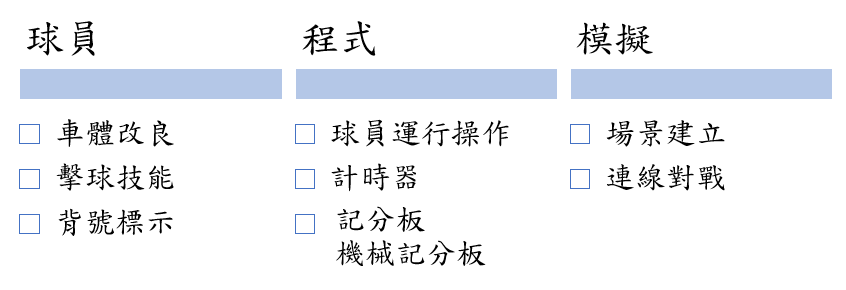 球員
車體改良
擊球技能
背號標示
程式
球員運行操作
計時器
記分板
機械記分板
模擬
場景建立
連線對戰